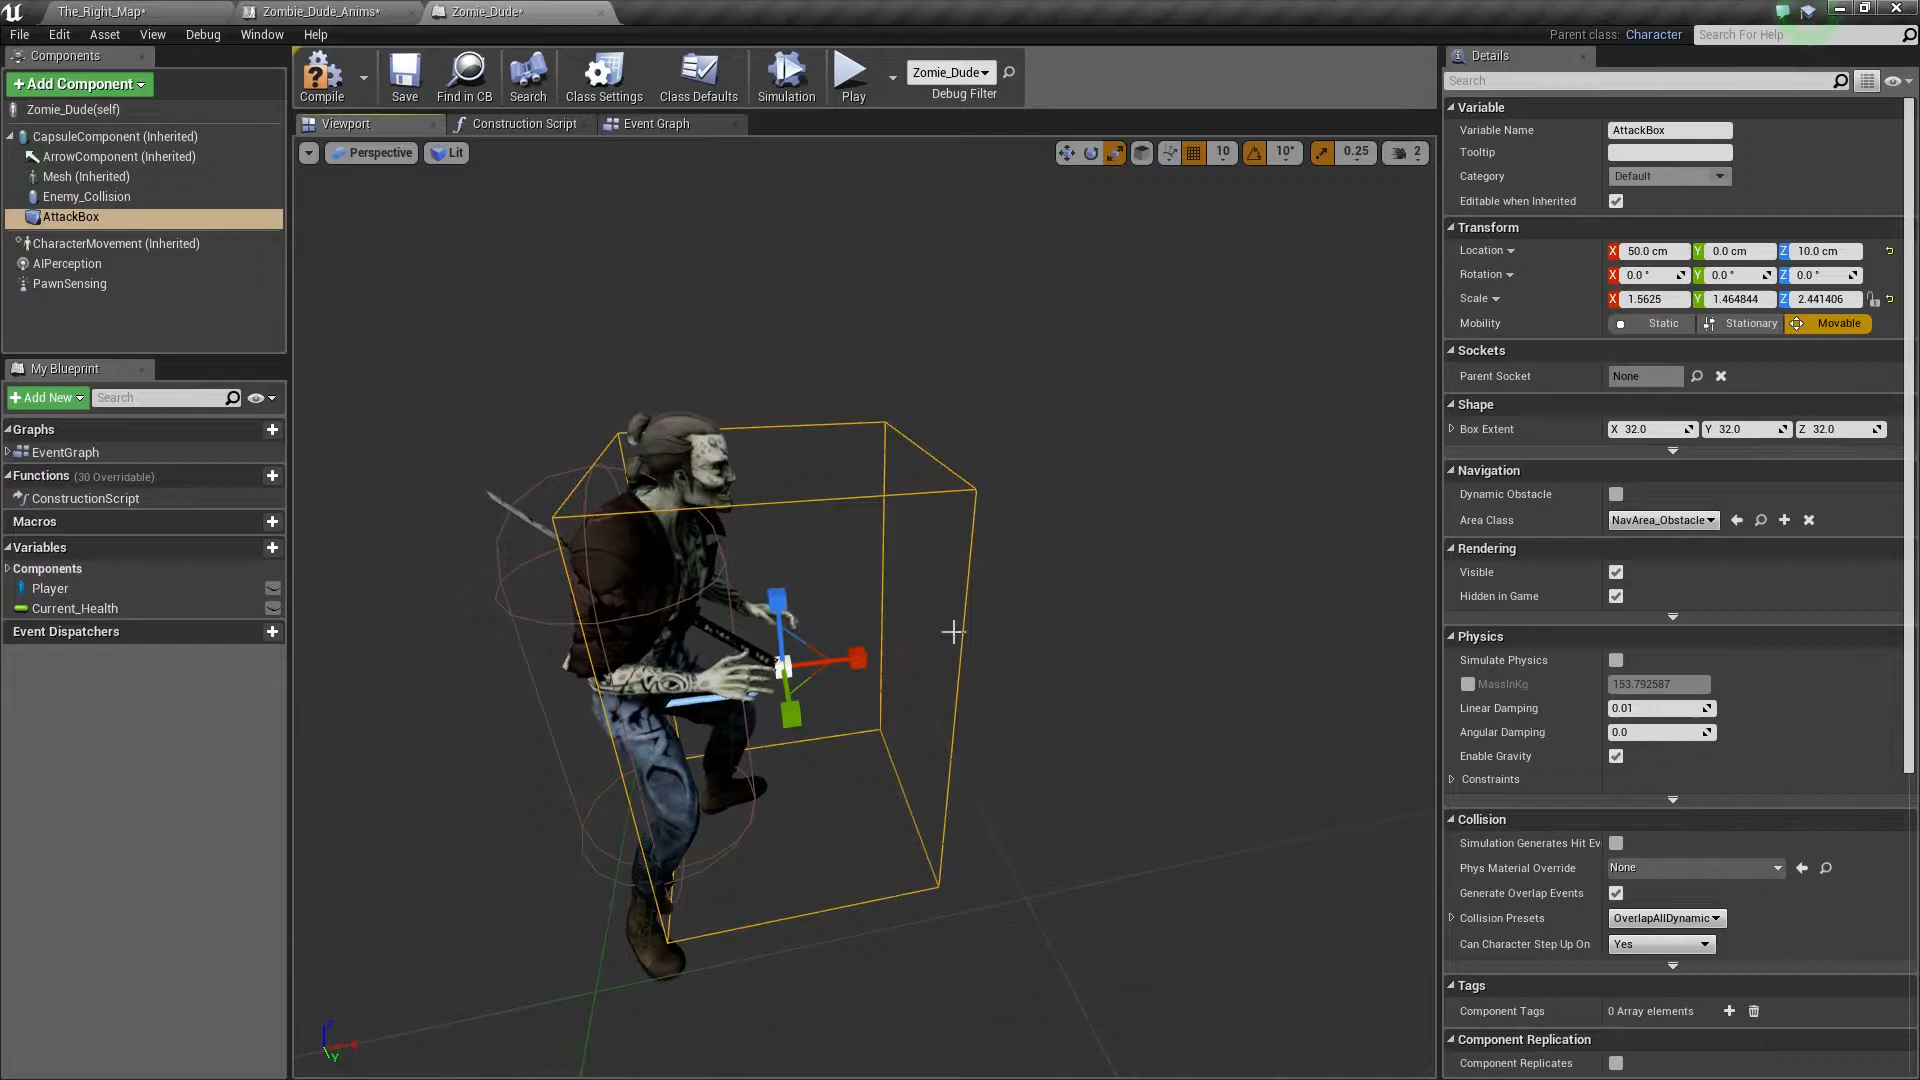 The_Right_Map*
Zombie_Dude_Anims*
Zomie_Dude*
File
Edit
Asset
View
Debug
Window
Help
Parent class: Character
Search For Help
Components
+Add Component
Zomie_Dude(self)
CapsuleComponent (Inherited)
ArrowComponent (Inherited)
Mesh (Inherited)
Enemy_Collision
AttackBox
CharacterMovement (Inherited)
AIPerception
PawnSensing
My Blueprint
+Add New
Search
Graphs
EventGraph
Functions (30 Overridable)
ConstructionScript
Macros
Variables
Components
Player
Current_Health
Event Dispatchers
Compile
Save
Find in CB
Search
Class Settings
Class Defaults
Simulation
Play
Zomie_Dude
Debug Filter
Viewport
Construction Script
Event Graph
Perspective
Lit
10
10°
0.25
2
Z
X
Y
Details
Search
Variable
Variable Name AttackBox
Tooltip
Category Default
Editable when Inherited
Transform
Location X 50.0 cm Y 0.0 cm Z 10.0 cm
Rotation X 0.0 ° Y 0.0 ° Z 0.0 °
Scale X 1.5625 Y 1.464844 Z 2.441406
Mobility Static Stationary Movable
Sockets
Parent Socket None
Shape
Box Extent X 32.0 Y 32.0 Z 32.0
Navigation
Dynamic Obstacle
Area Class NavArea_Obstacle
Rendering
Visible
Hidden in Game
Physics
Simulate Physics
MassInKg 153.792587
Linear Damping 0.01
Angular Damping 0.0
Enable Gravity
Constraints
Collision
Simulation Generates Hit Ev
Phys Material Override None
Generate Overlap Events
Collision Presets OverlapAllDynamic
Can Character Step Up On Yes
Tags
Component Tags 0 Array elements
Component Replication
Component Replicates